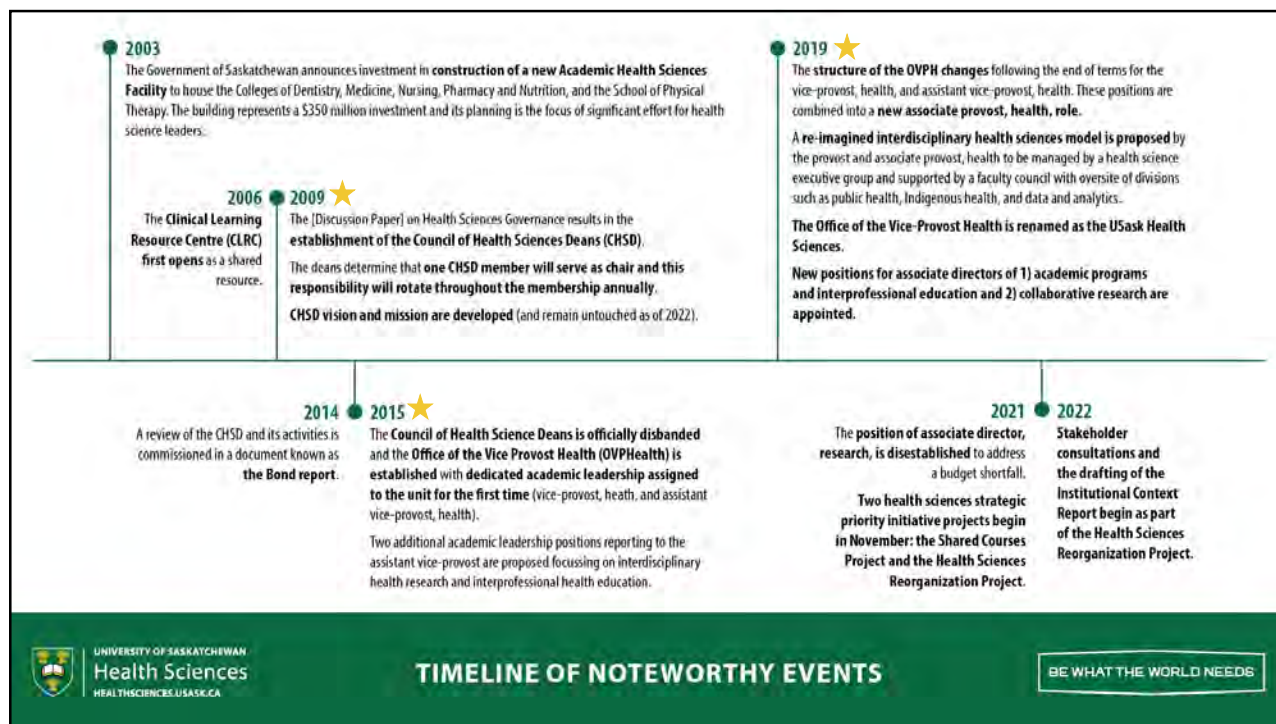 2003
The Government of Saskatchewan announces investment in construction of a new Academic Health Sciences
Facility to house the Colleges of Dentistry, Medicine, Nursing, Pharmacy and Nutrition, and the School of Physical
Therapy. The building represents a $350 million investment and its planning is the focus of significant effort for health
science leaders.
2006
The Clinical Learning
Resource Centre (CLRC)
first opens as a shared
resource.
2009
The [Discussion Paper] on Health Sciences Governance results in the
establishment of the Council of Health Sciences Deans (CHSD).
The deans determine that one CHSD member will serve as chair and this
responsibility will rotate throughout the membership annually.
CHSD vision and mission are developed (and remain untouched as of 2022).
2019
The structure of the OVPH changes following the end of terms for the
vice-provost, health, and assistant vice-provost, health. These positions are
combined into a new associate provost, health, role.
A re-imagined interdisciplinary health sciences model is proposed by
the provost and associate provost, health to be managed by a health science
executive group and supported by a faculty council with oversite of divisions
such as public health, Indigenous health, and data and analytics.
The Office of the Vice-Provost Health is renamed as the USask Health
Sciences.
New positions for associate directors of 1) academic programs
and interprofessional education and 2) collaborative research are
appointed.
2014
A review of the CHSD and its activities is
commissioned in a document known as
the Bond report.
2015
The Council of Health Science Deans is officially disbanded
and the Office of the Vice Provost Health (OVPHealth) is
established with dedicated academic leadership assigned
to the unit for the first time (vice-provost, heath, and assistant
vice-provost, health).
Two additional academic leadership positions reporting to the
assistant vice-provost are proposed focussing on interdisciplinary
health research and interprofessional health education.
2021
The position of associate director,
research, is disestablished to address
a budget shortfall.
Two health sciences strategic
priority initiative projects begin
in November: the Shared Courses
Project and the Health Sciences
Reorganization Project.
2022
Stakeholder
consultations and
the drafting of the
Institutional Context
Report begin as part
of the Health Sciences
Reorganization Project.
UNIVERSITY OF SASKATCHEWAN
Health Sciences
HEALTHSCIENCES.USASK.CA
TIMELINE OF NOTEWORTHY EVENTS
BE WHAT THE WORLD NEEDS